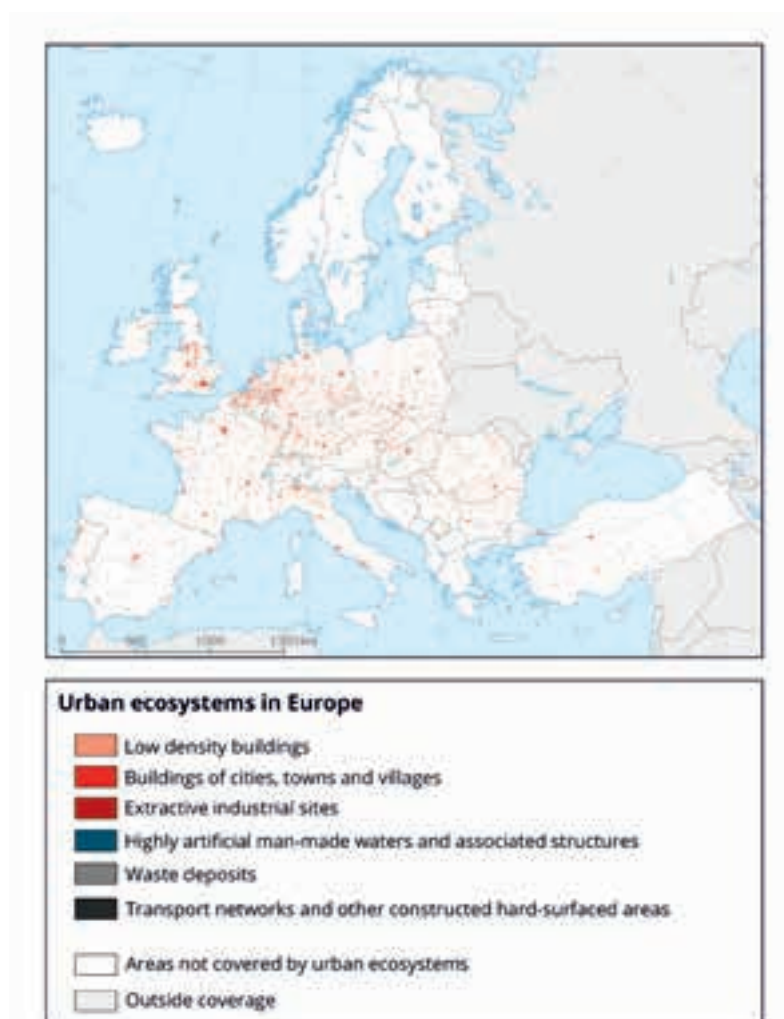 Urban ecosystems in Europe
Low density buildings
Buildings of cities, towns and villages
Extractive industrial sites
Highly artificial man-made waters and associated structures
Waste deposits
Transport networks and other constructed hard-surfaced areas
Areas not covered by urban ecosystems
Outside coverage